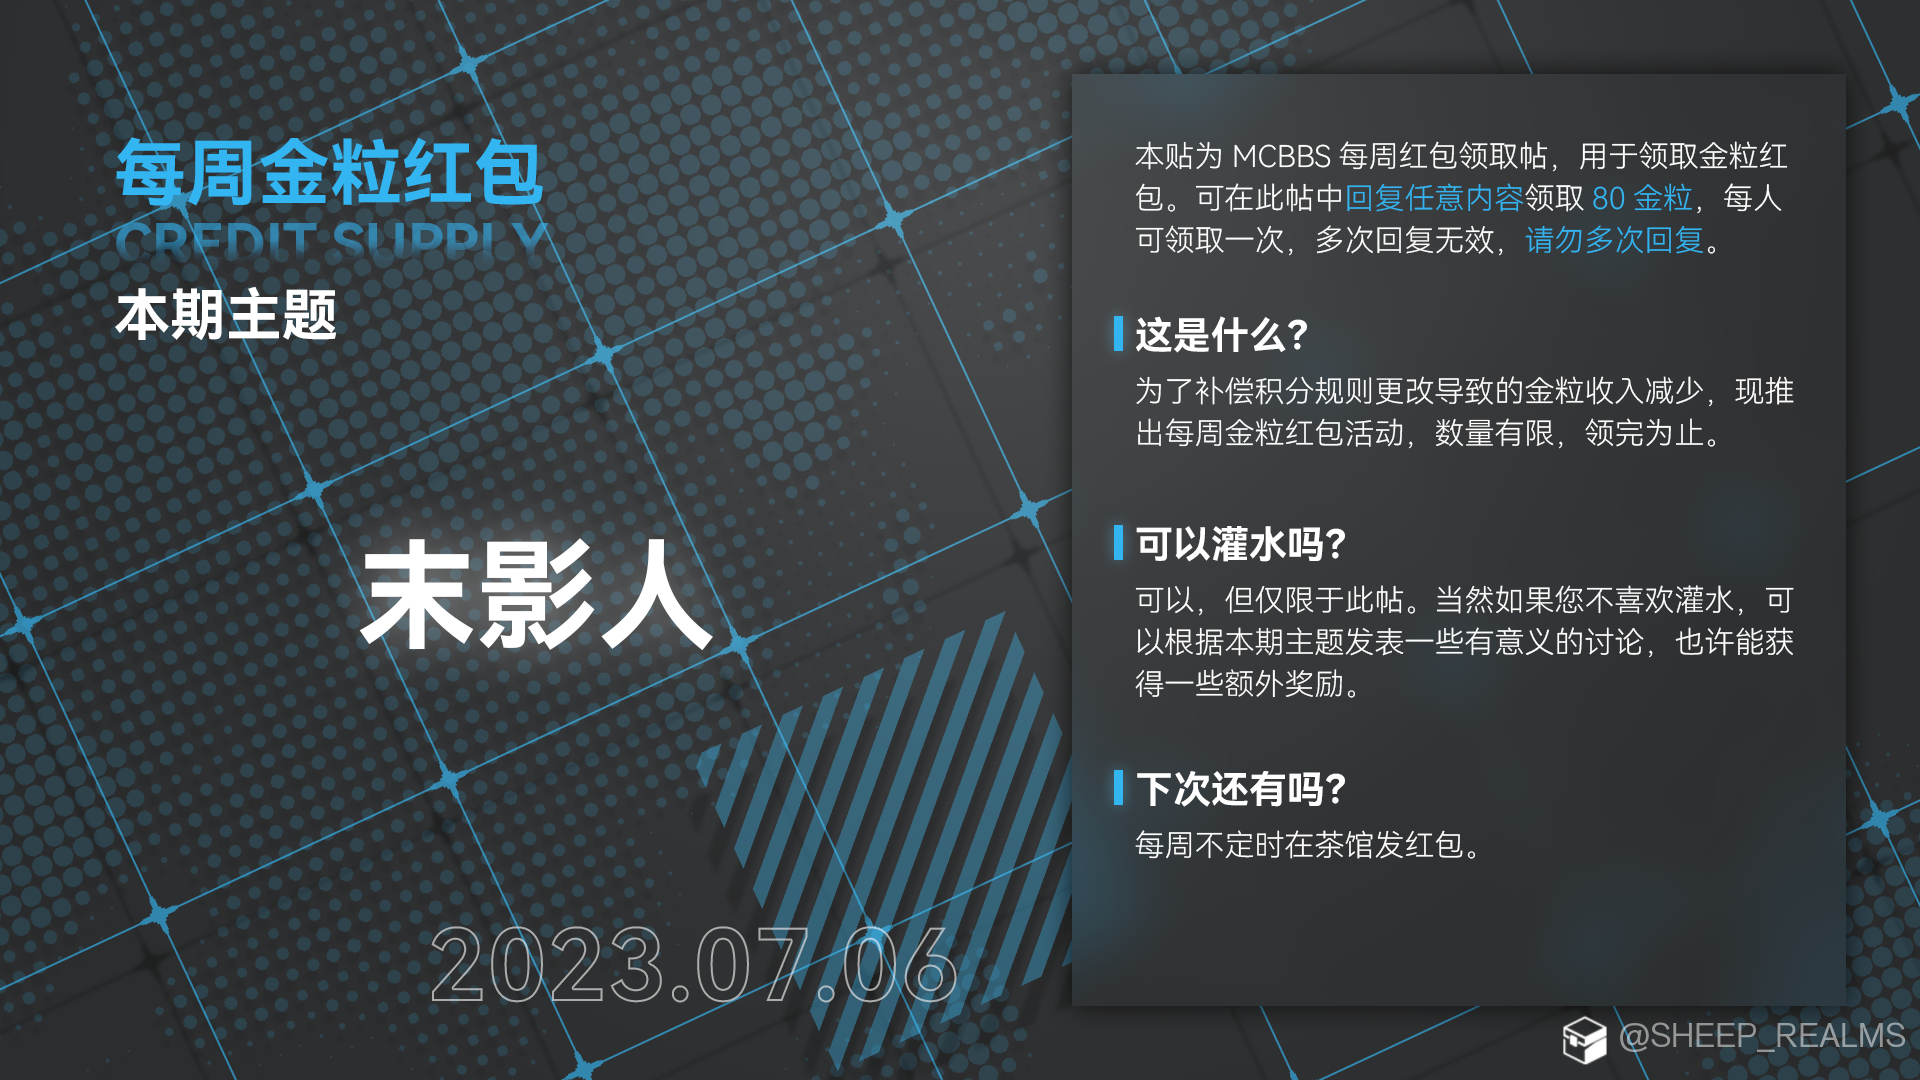 每周金粒红包
CREDIT SUPPLY
本期主题
末影人
2023.07.06
本贴为 MCBBS 每周红包领取帖，用于领取金粒红
包。可在此帖中回复任意内容领取 80 金粒，每人
可领取一次，多次回复无效，请勿多次回复。
这是什么?
为了补偿积分规则更改导致的金粒收入减少，现推
出每周金粒红包活动，数量有限，领完为止。
可以灌水吗?
可以，但仅限于此帖。当然如果您不喜欢灌水，可
以根据本期主题发表一些有意义的讨论，也许能获
得一些额外奖励。
下次还有吗?
每周不定时在茶馆发红包。
@SHEEP_REALMS